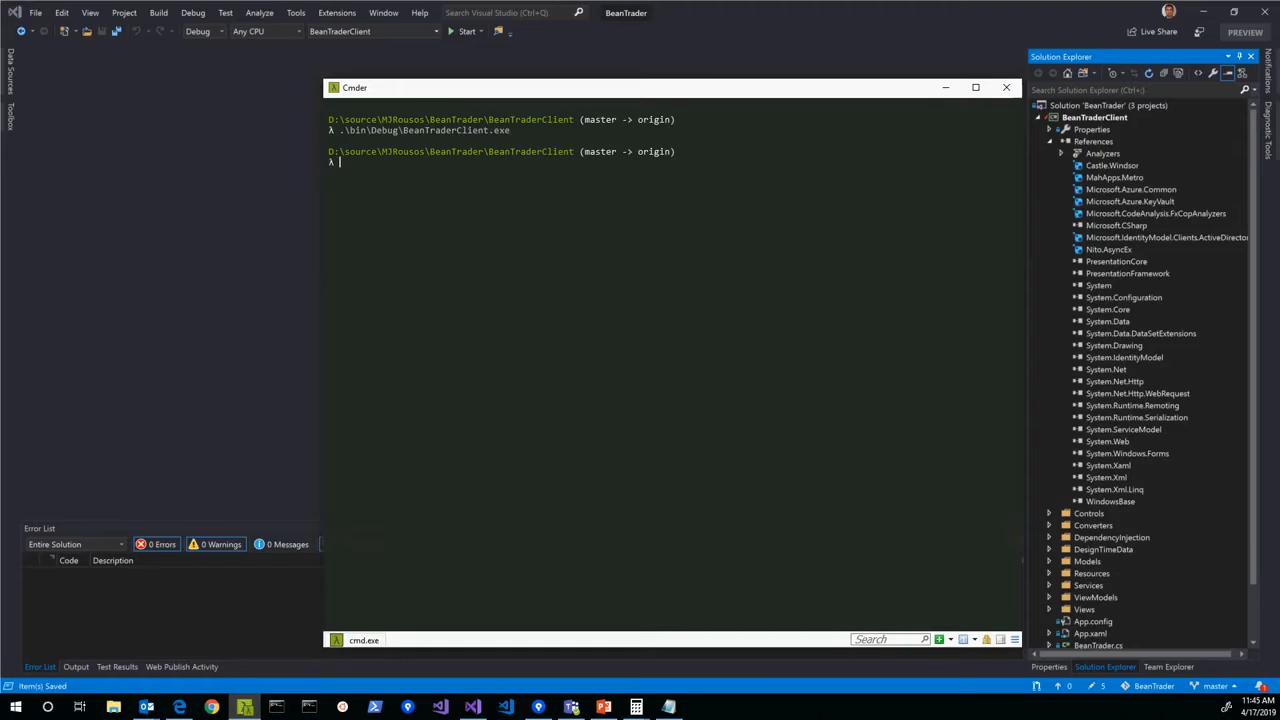 File Edit View Project Build Debug Test Analyze Tools Extensions Window Help Search Visual Studio (Ctrl+Q) BeanTrader
Debug Any CPU BeanTraderClient Start Live Share PREVIEW
Data Sources
Toolbox
Cmder
D:\source\MJRousos\BeanTrader\BeanTraderClient (master -> origin)
λ .\bin\Debug\BeanTraderClient.exe
D:\source\MJRousos\BeanTrader\BeanTraderClient (master -> origin)
λ
cmd.exe Search
Error List
Entire Solution 0 Errors 0 Warnings 0 Messages
Code Description
Error List Output Test Results Web Publish Activity
Solution Explorer
Search Solution Explorer (Ctrl+;)
Solution 'BeanTrader' (3 projects)
BeanTraderClient
Properties
References
Analyzers
Castle.Windsor
MahApps.Metro
Microsoft.Azure.Common
Microsoft.Azure.KeyVault
Microsoft.CodeAnalysis.FxCopAnalyzers
Microsoft.CSharp
Microsoft.IdentityModel.Clients.ActiveDirector
Nito.AsyncEx
PresentationCore
PresentationFramework
System
System.Configuration
System.Core
System.Data
System.Data.DataSetExtensions
System.Drawing
System.IdentityModel
System.Net
System.Net.Http
System.Net.Http.WebRequest
System.Runtime.Remoting
System.Runtime.Serialization
System.ServiceModel
System.Web
System.Windows.Forms
System.Xaml
System.Xml
System.Xml.Linq
WindowsBase
Controls
Converters
DependencyInjection
DesignTimeData
Models
Resources
Services
ViewModels
Views
App.config
App.xaml
BeanTrader.cs
Properties Solution Explorer Team Explorer
Notifications
Diagnostic Tools
Item(s) Saved 0 5 BeanTrader master 1
11:45 AM
4/17/2019